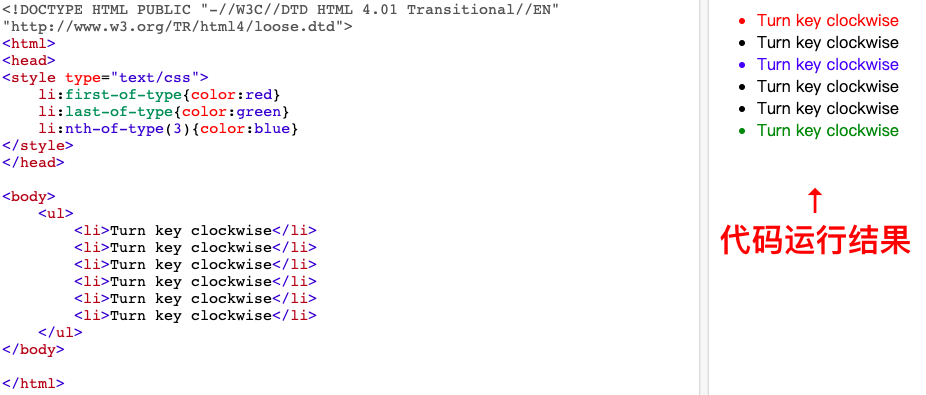 <!DOCTYPE HTML PUBLIC "-//W3C//DTD HTML 4.01 Transitional//EN"
"http://www.w3.org/TR/html4/loose.dtd">
<html>
<head>
<style type="text/css">
    li:first-of-type{color:red}
    li:last-of-type{color:green}
    li:nth-of-type(3){color:blue}
</style>
</head>

<body>
    <ul>
        <li>Turn key clockwise</li>
        <li>Turn key clockwise</li>
        <li>Turn key clockwise</li>
        <li>Turn key clockwise</li>
        <li>Turn key clockwise</li>
        <li>Turn key clockwise</li>
    </ul>
</body>

</html>
• Turn key clockwise
• Turn key clockwise
• Turn key clockwise
• Turn key clockwise
• Turn key clockwise
• Turn key clockwise
↑
代码运行结果